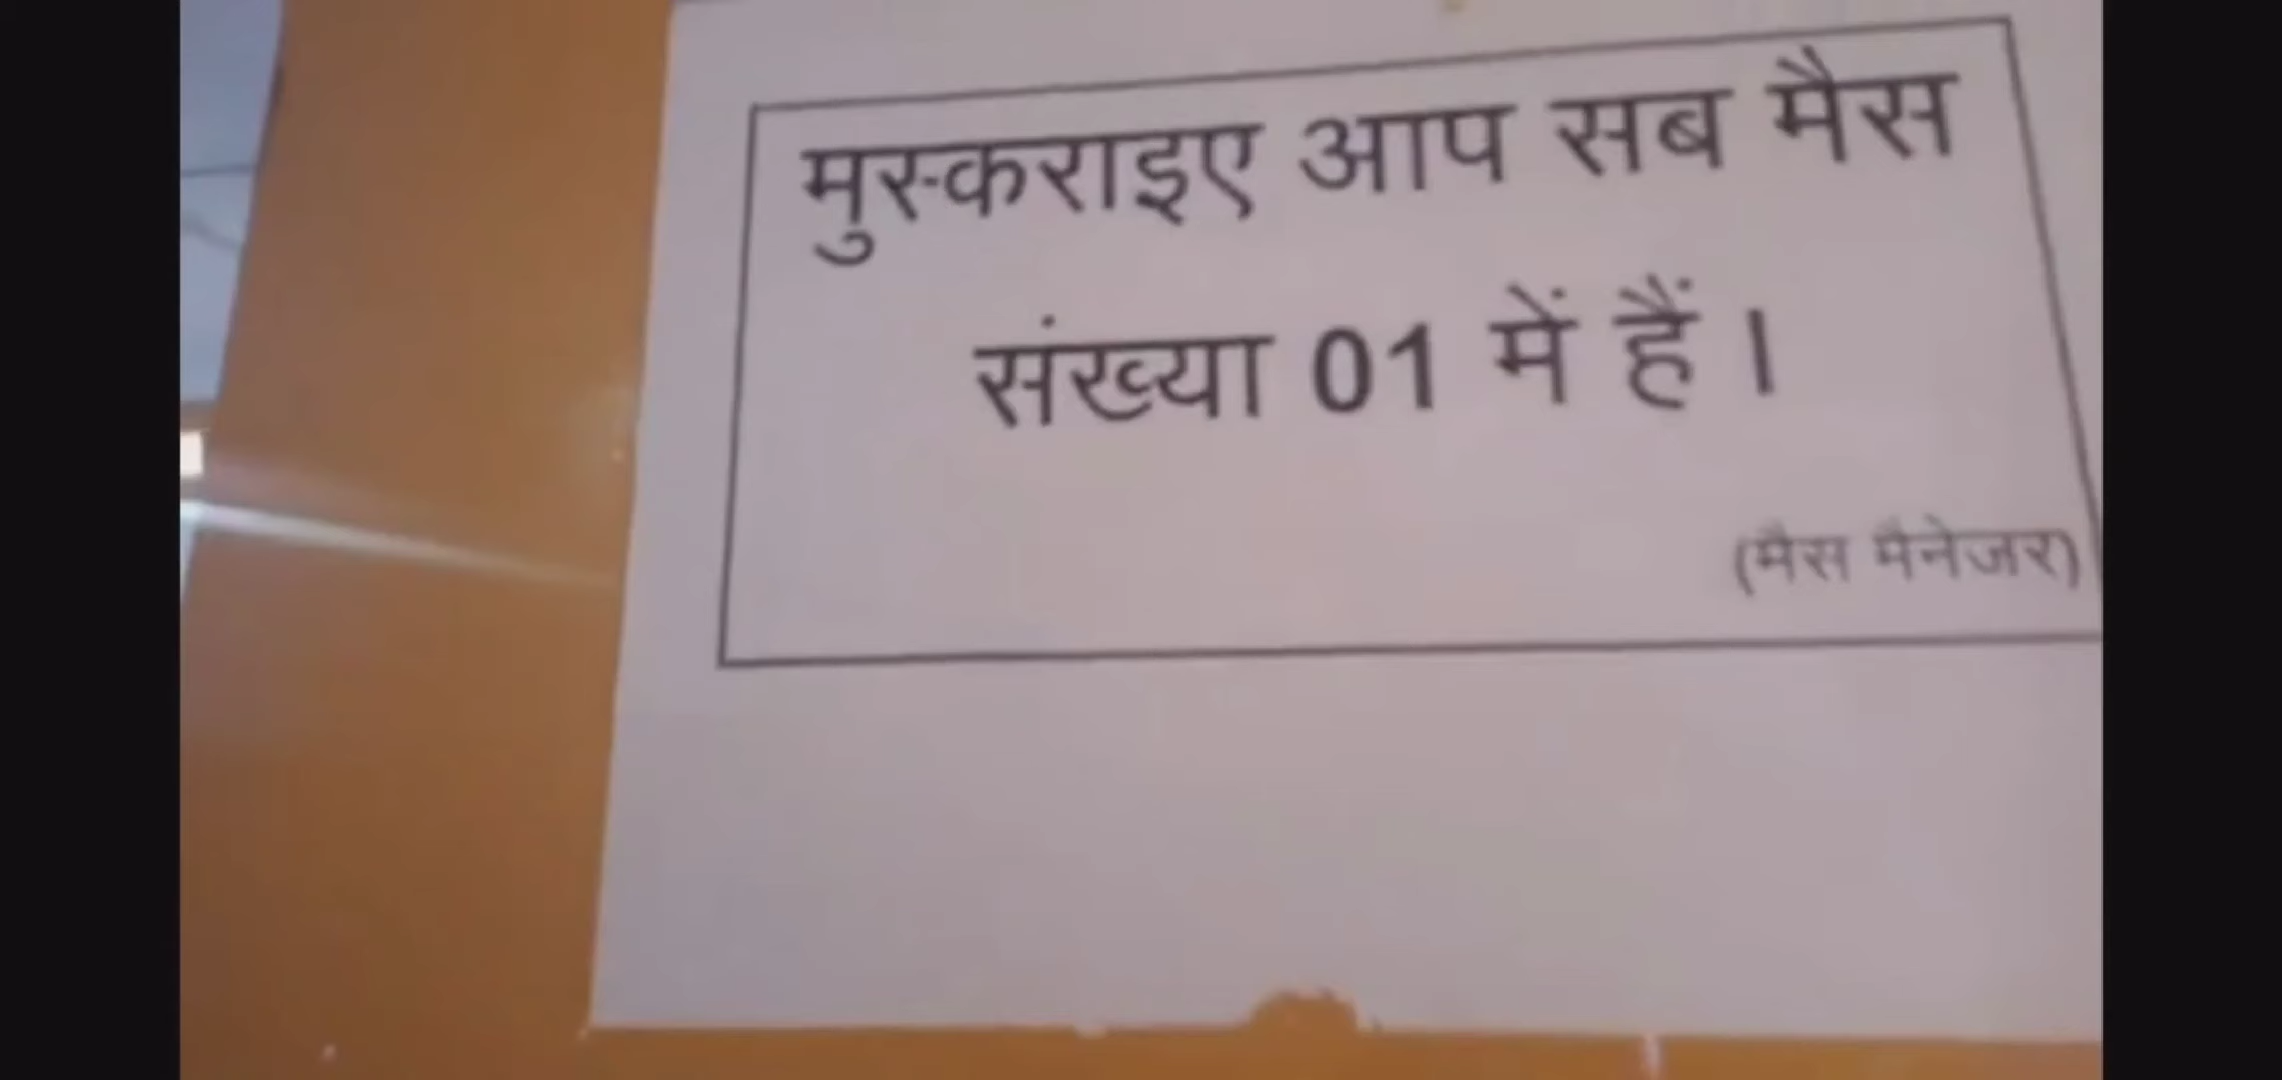 मुस्कराइए आप सब मैस
संख्या 01 में हैं ।
(मैस मैनेजर)